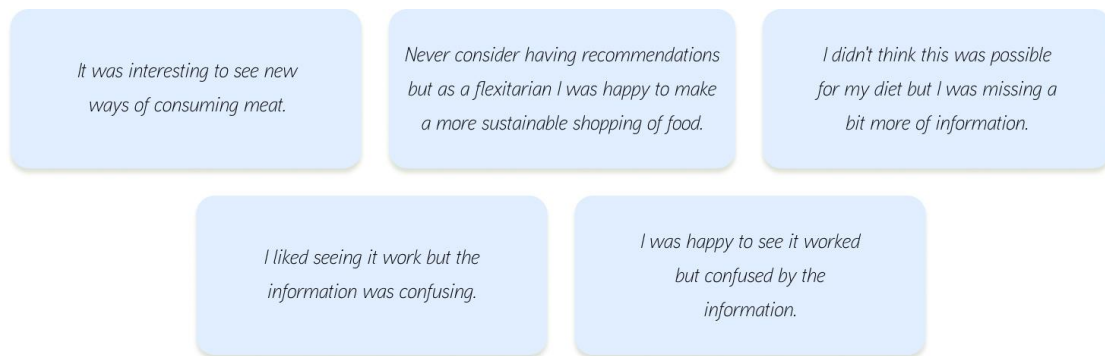 It was interesting to see new
ways of consuming meat.
Never consider having recommendations
but as a flexitarian I was happy to make
a more sustainable shopping of food.
I didn't think this was possible
for my diet but I was missing a
bit more of information.
I liked seeing it work but the
information was confusing.
I was happy to see it worked
but confused by the
information.